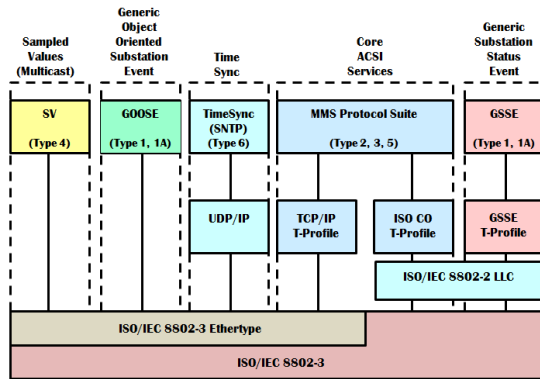 Sampled
Values
(Multicast)
Generic
Object
Oriented
Substation
Event
Time
Sync
Core
ACSI
Services
Generic
Substation
Status
Event
SV
(Type 4)
GOOSE
(Type 1, 1A)
TimeSync
(SNTP)
(Type 6)
MMS Protocol Suite
(Type 2, 3, 5)
GSSE
(Type 1, 1A)
UDP/IP
TCP/IP
T-Profile
ISO CO
T-Profile
GSSE
T-Profile
ISO/IEC 8802-2 LLC
ISO/IEC 8802-3 Ethertype
ISO/IEC 8802-3